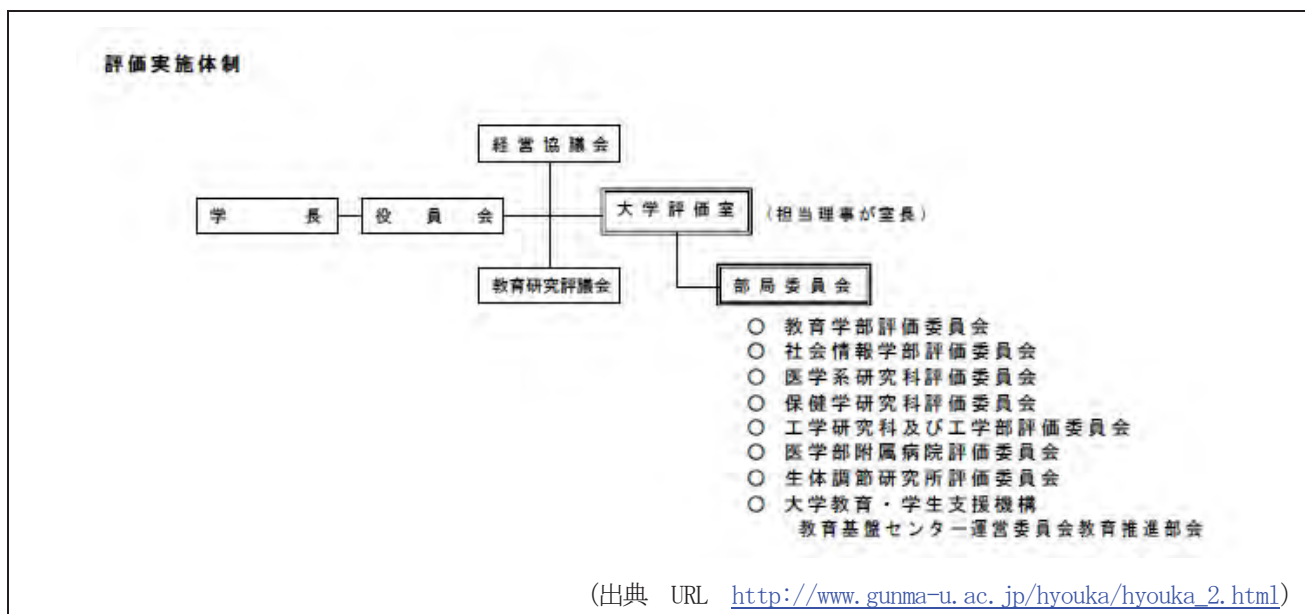 評価実施体制
経営協議会
学長
役員会
大学評価室
（担当理事が室長）
教育研究評議会
部局委員会
○ 教育学部評価委員会
○ 社会情報学部評価委員会
○ 医学系研究科評価委員会
○ 保健学研究科評価委員会
○ 工学研究科及び工学部評価委員会
○ 医学部附属病院評価委員会
○ 生体調節研究所評価委員会
○ 大学教育・学生支援機構
教育基盤センター運営委員会教育推進部会
（出典 URL http://www.gunma-u.ac.jp/hyouka/hyouka_2.html）